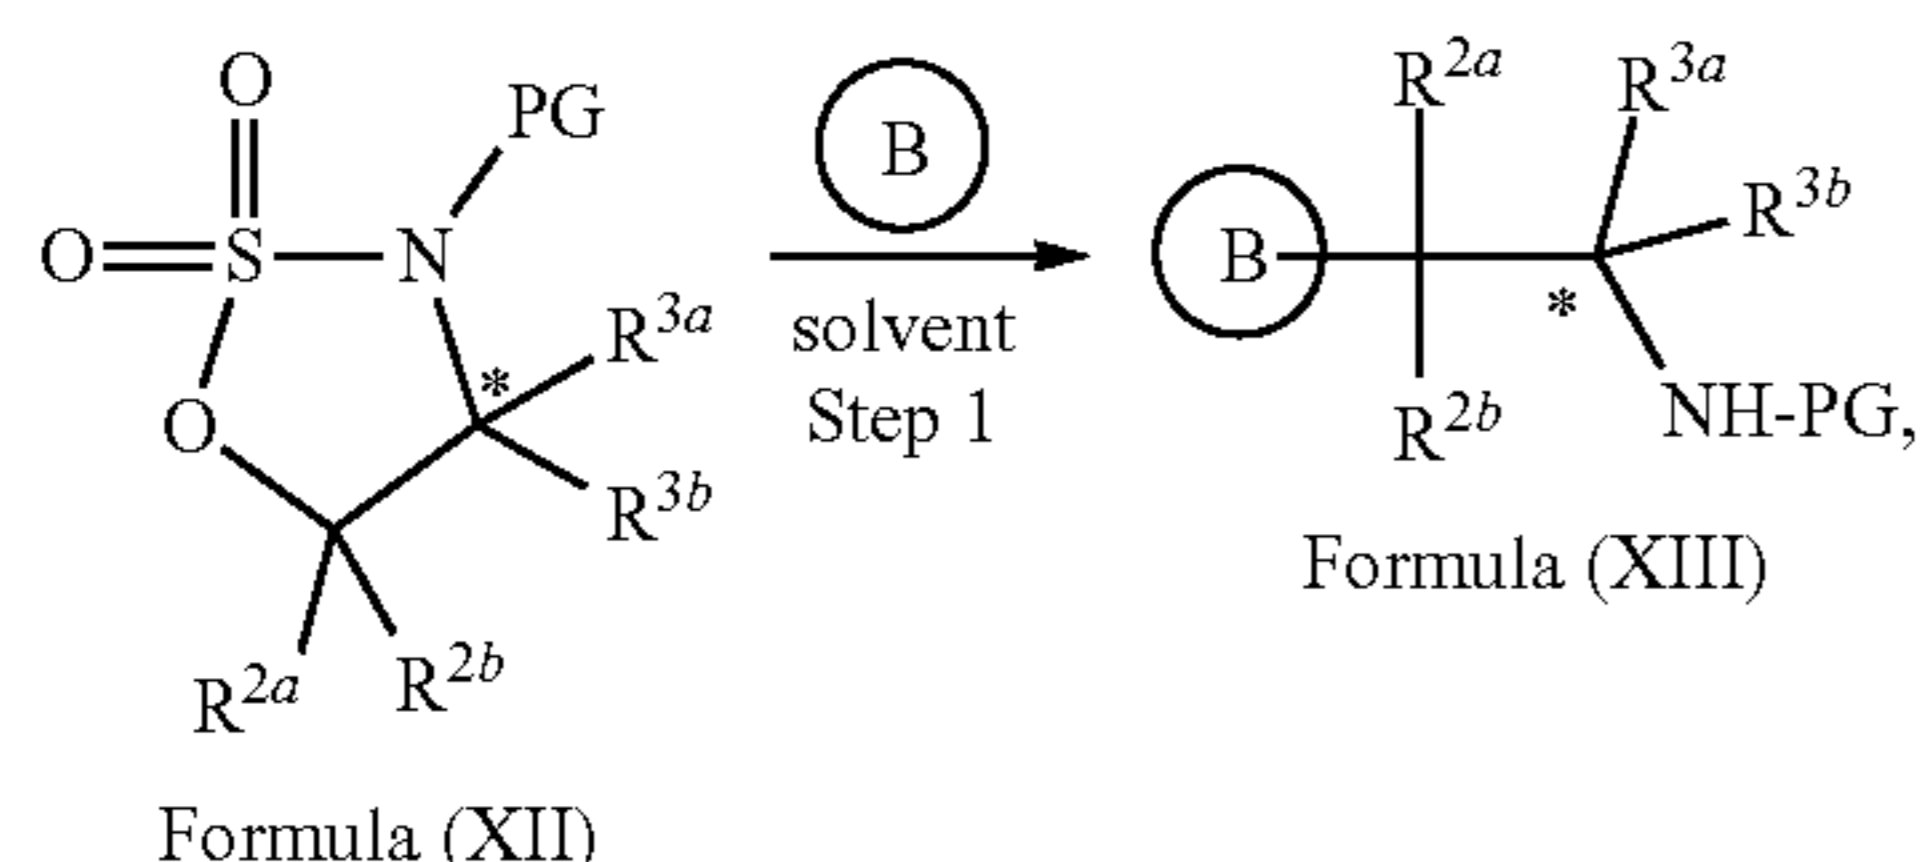 O
PG
B
R2a
R3a
O
S
N
R3a
*
solvent
Step 1
B
R3b
*
O
R3b
R2b
NH-PG,
R2a
R2b
Formula (XIII)
Formula (XII)